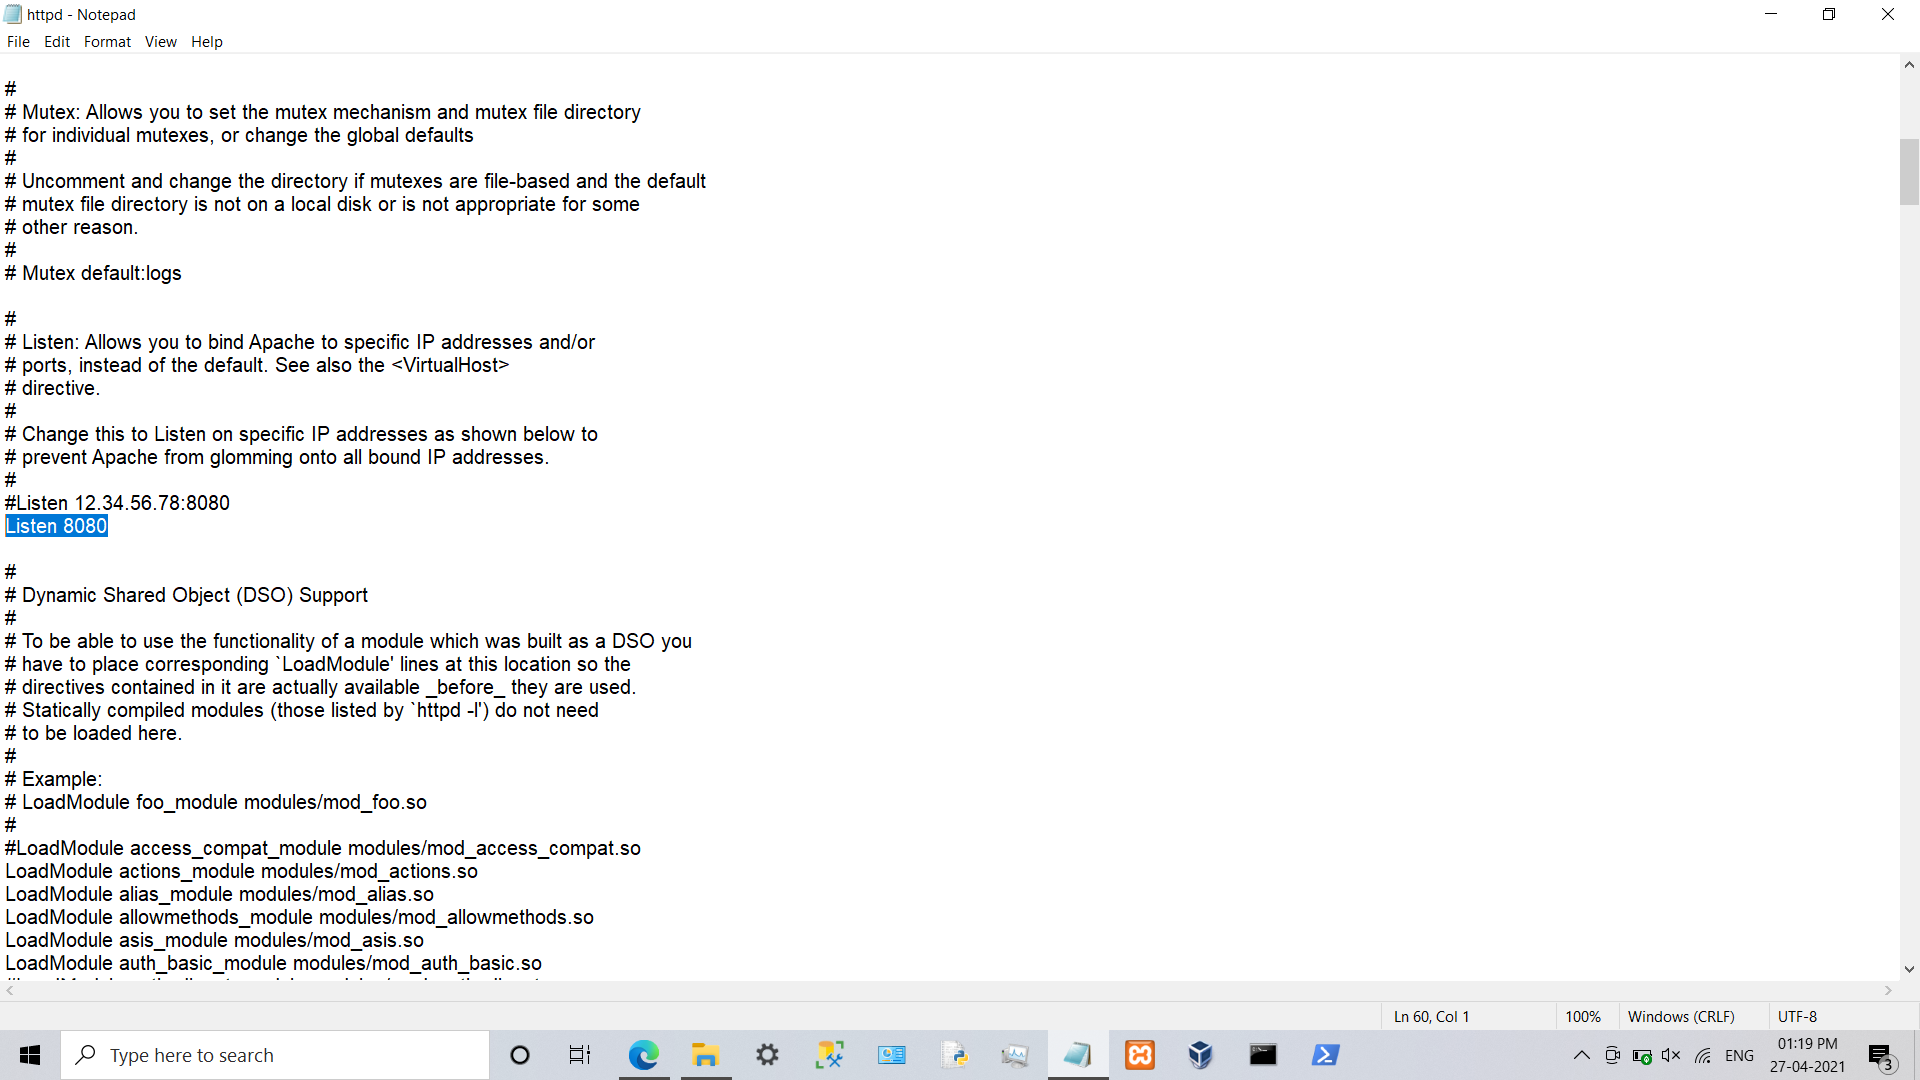 httpd - Notepad
File Edit Format View Help
#
# Mutex: Allows you to set the mutex mechanism and mutex file directory
# for individual mutexes, or change the global defaults
#
# Uncomment and change the directory if mutexes are file-based and the default
# mutex file directory is not on a local disk or is not appropriate for some
# other reason.
#
# Mutex default:logs
#
# Listen: Allows you to bind Apache to specific IP addresses and/or
# ports, instead of the default. See also the <VirtualHost>
# directive.
#
# Change this to Listen on specific IP addresses as shown below to
# prevent Apache from glomming onto all bound IP addresses.
#
#Listen 12.34.56.78:8080
Listen 8080
#
# Dynamic Shared Object (DSO) Support
#
# To be able to use the functionality of a module which was built as a DSO you
# have to place corresponding `LoadModule' lines at this location so the
# directives contained in it are actually available _before_ they are used.
# Statically compiled modules (those listed by `httpd -l') do not need
# to be loaded here.
#
# Example:
# LoadModule foo_module modules/mod_foo.so
#
#LoadModule access_compat_module modules/mod_access_compat.so
LoadModule actions_module modules/mod_actions.so
LoadModule alias_module modules/mod_alias.so
LoadModule allowmethods_module modules/mod_allowmethods.so
LoadModule asis_module modules/mod_asis.so
LoadModule auth_basic_module modules/mod_auth_basic.so
Ln 60, Col 1 100% Windows (CRLF) UTF-8
Type here to search
ENG
01:19 PM
27-04-2021
3